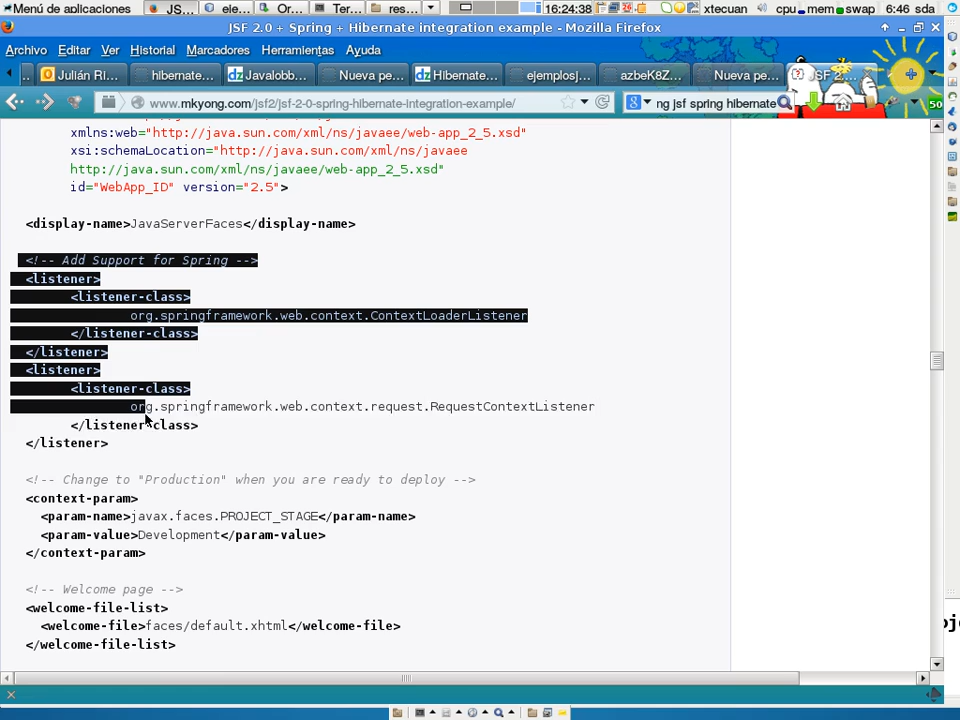 Menú de aplicaciones
JS...
ele...
Or...
Ter...
res...
16:24:38
xtecuan
cpu
mem
swap
6:46
sda
JSF 2.0 + Spring + Hibernate integration example - Mozilla Firefox
Archivo Editar Ver Historial Marcadores Herramientas Ayuda
Julián Ri...
hibernate...
Javalobb...
Nueva pe...
Hibernate...
ejemplosj...
azbeK8Z...
Nueva pe...
JSF 2...
www.mkyong.com/jsf2/jsf-2-0-spring-hibernate-integration-example/
ng jsf spring hibernate
50
xmlns:web="http://java.sun.com/xml/ns/javaee/web-app_2_5.xsd"
xsi:schemaLocation="http://java.sun.com/xml/ns/javaee
http://java.sun.com/xml/ns/javaee/web-app_2_5.xsd"
id="WebApp_ID" version="2.5">
<display-name>JavaServerFaces</display-name>
<!-- Add Support for Spring -->
<listener>
<listener-class>
org.springframework.web.context.ContextLoaderListener
</listener-class>
</listener>
<listener>
<listener-class>
org.springframework.web.context.request.RequestContextListener
</listener-class>
</listener>
<!-- Change to "Production" when you are ready to deploy -->
<context-param>
<param-name>javax.faces.PROJECT_STAGE</param-name>
<param-value>Development</param-value>
</context-param>
<!-- Welcome page -->
<welcome-file-list>
<welcome-file>faces/default.xhtml</welcome-file>
</welcome-file-list>